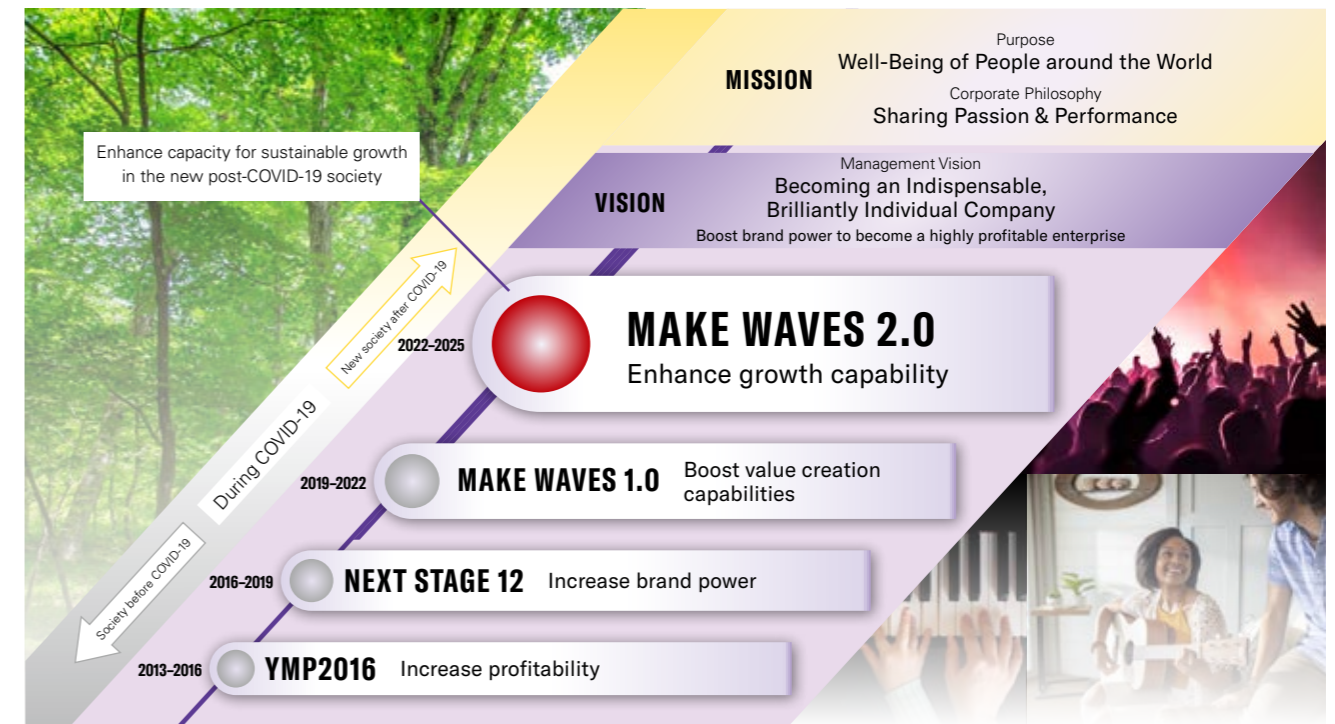 Purpose
Well-Being of People around the World
MISSION
Corporate Philosophy
Sharing Passion & Performance
Enhance capacity for sustainable growth
in the new post-COVID-19 society
Management Vision
VISION
Becoming an Indispensable,
Brilliantly Individual Company
Boost brand power to become a highly profitable enterprise
New society after COVID-19
2022–2025
MAKE WAVES 2.0
Enhance growth capability
During COVID-19
2019–2022
MAKE WAVES 1.0
Boost value creation
capabilities
Society before COVID-19
2016–2019
NEXT STAGE 12
Increase brand power
2013–2016
YMP2016
Increase profitability